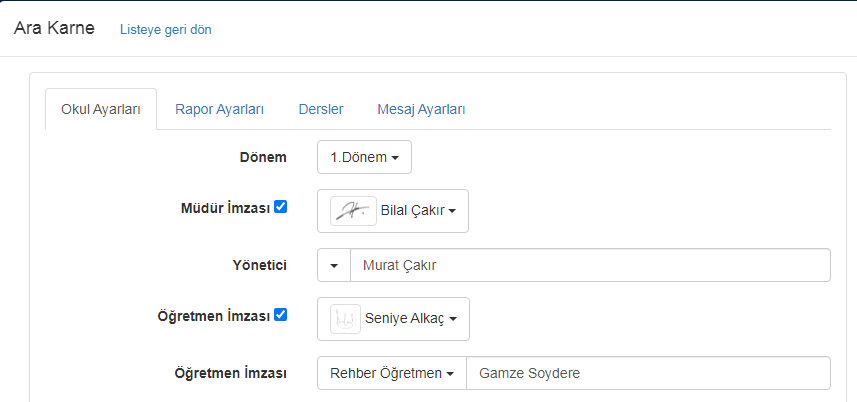 Ara Karne Listeye geri dön
Okul Ayarları Rapor Ayarları Dersler Mesaj Ayarları
Dönem 1.Dönem
Müdür İmzası Bilal Çakır
Yönetici Murat Çakır
Öğretmen İmzası Seniye Alkaç
Öğretmen İmzası Rehber Öğretmen Gamze Soydere